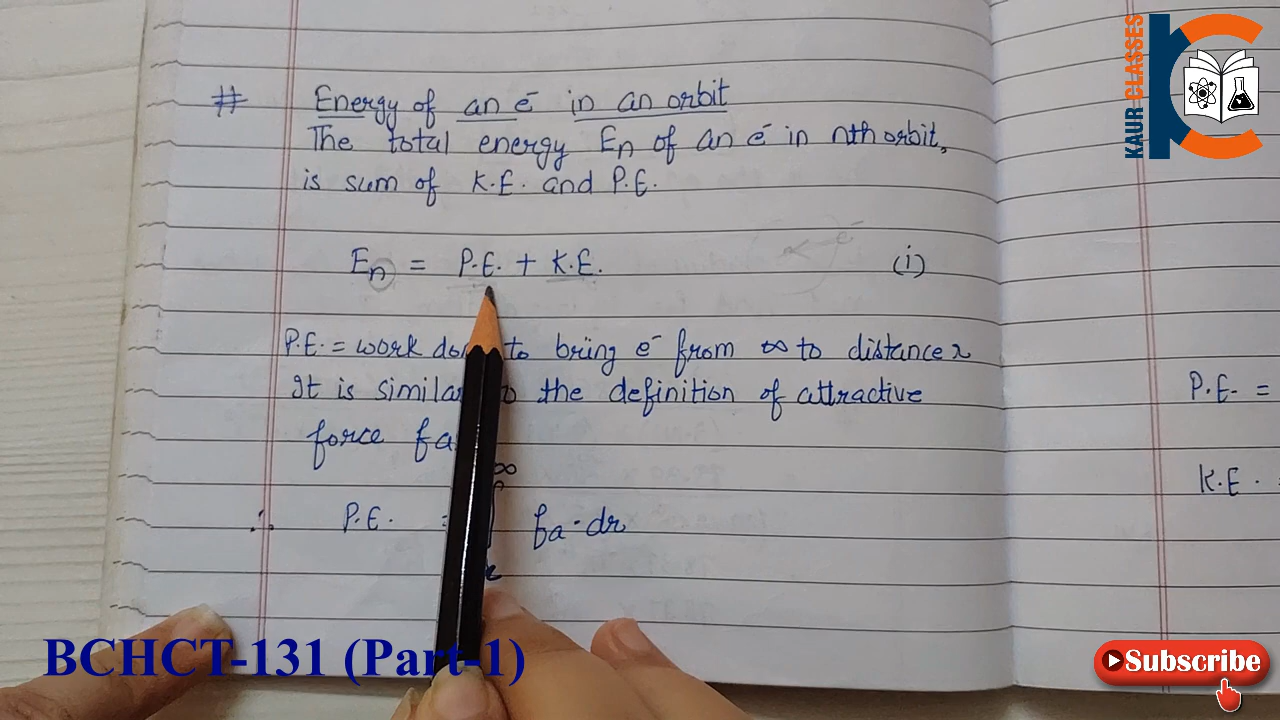 # Energy of an e⁻ in an orbit
The total energy En of an e⁻ in nth orbit,
is sum of K.E. and P.E.
e⁻
En = P.E. + K.E. (i)
P.E. = work to bring e⁻ from ∞ to distance r
It is similar to the definition of attractive
force fa
∞
∴ P.E. = ∫ fa · dr
r
P.E. =
K.E.
KAUR CLASSES
BCHCT-131 (Part-1)
Subscribe